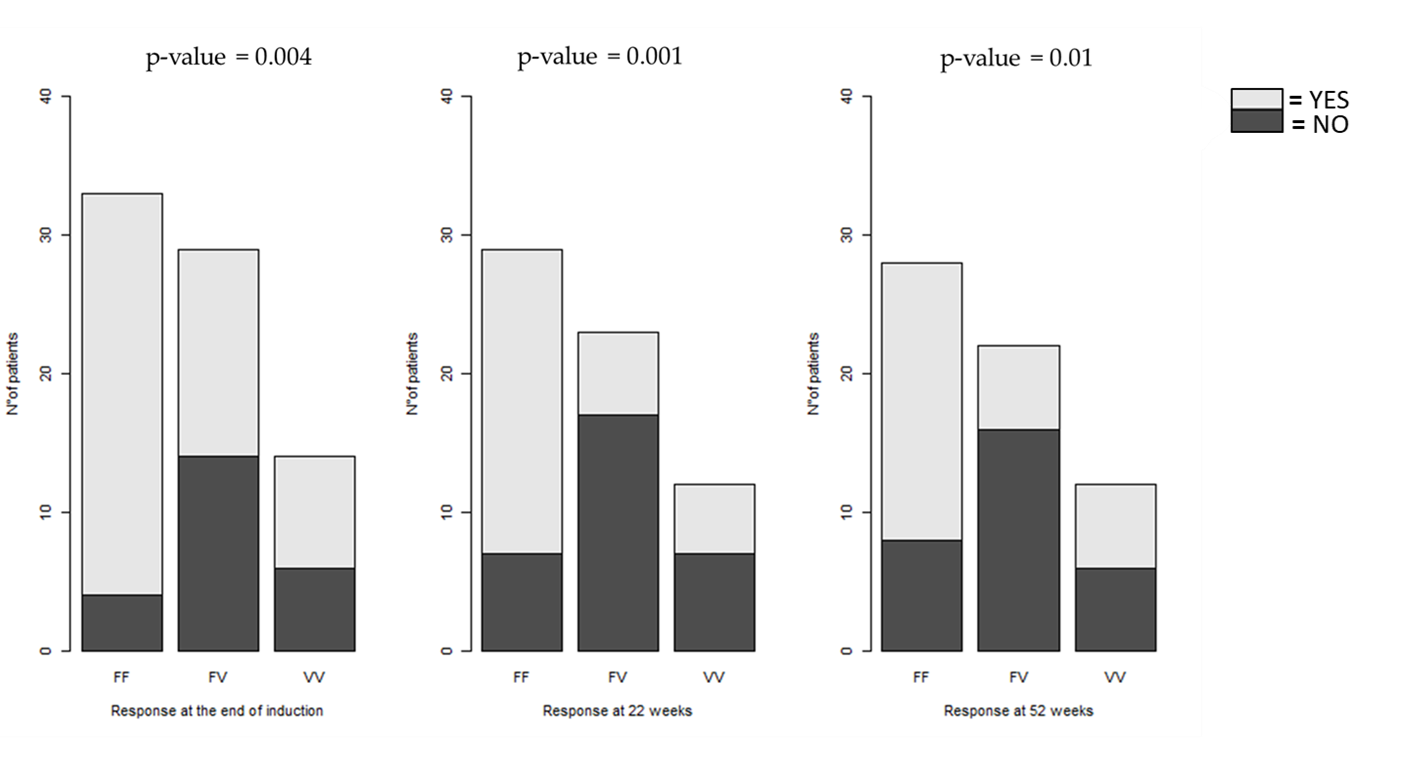 p-value = 0.004
p-value = 0.001
p-value = 0.01
= YES
= NO
40
30
20
10
0
N°of patients
FF FV VV
Response at the end of induction
40
30
20
10
0
N°of patients
FF FV VV
Response at 22 weeks
40
30
20
10
0
N°of patients
FF FV VV
Response at 52 weeks